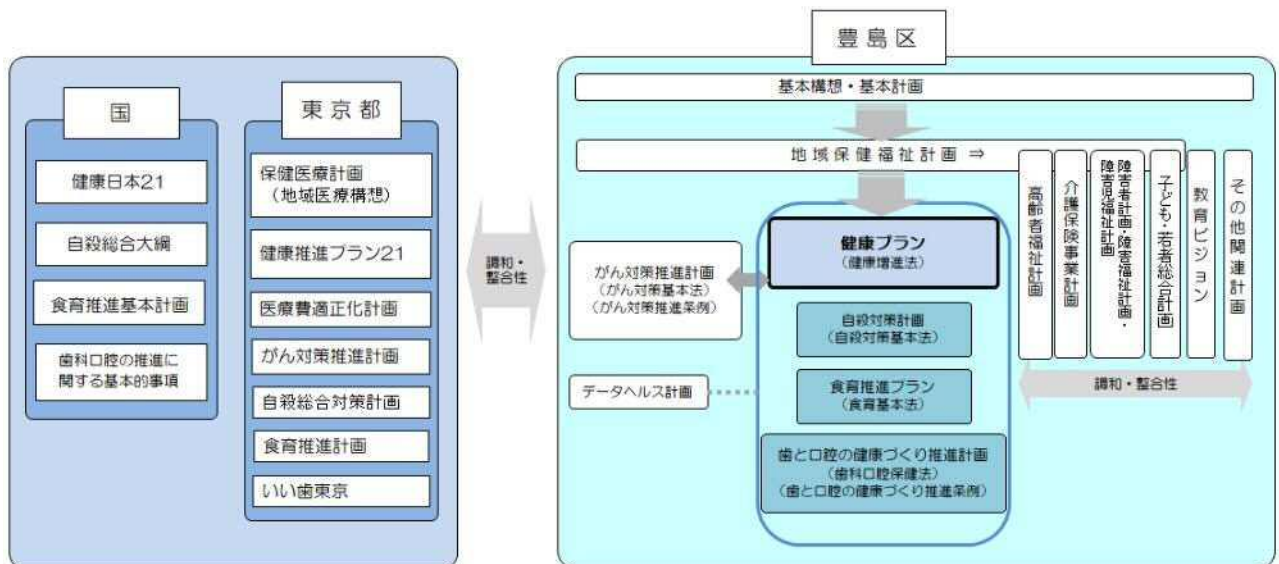 国
健康日本21
自殺総合大綱
食育推進基本計画
歯科口腔の推進に
関する基本的事項
東京都
保健医療計画
（地域医療構想）
健康推進プラン21
医療費適正化計画
がん対策推進計画
自殺総合対策計画
食育推進計画
いい歯東京
調和・
整合性
豊島区
基本構想・基本計画
地域保健福祉計画 ⇒
健康プラン
（健康増進法）
がん対策推進計画
（がん対策基本法）
（がん対策推進条例）
自殺対策計画
（自殺対策基本法）
データヘルス計画
食育推進プラン
（食育基本法）
歯と口腔の健康づくり推進計画
（歯科口腔保健法）
（歯と口腔の健康づくり推進条例）
高齢者福祉計画
介護保険事業計画
障害者計画・障害福祉計画・
障害児福祉計画
子ども・若者総合計画
教育ビジョン
その他関連計画
調和・整合性